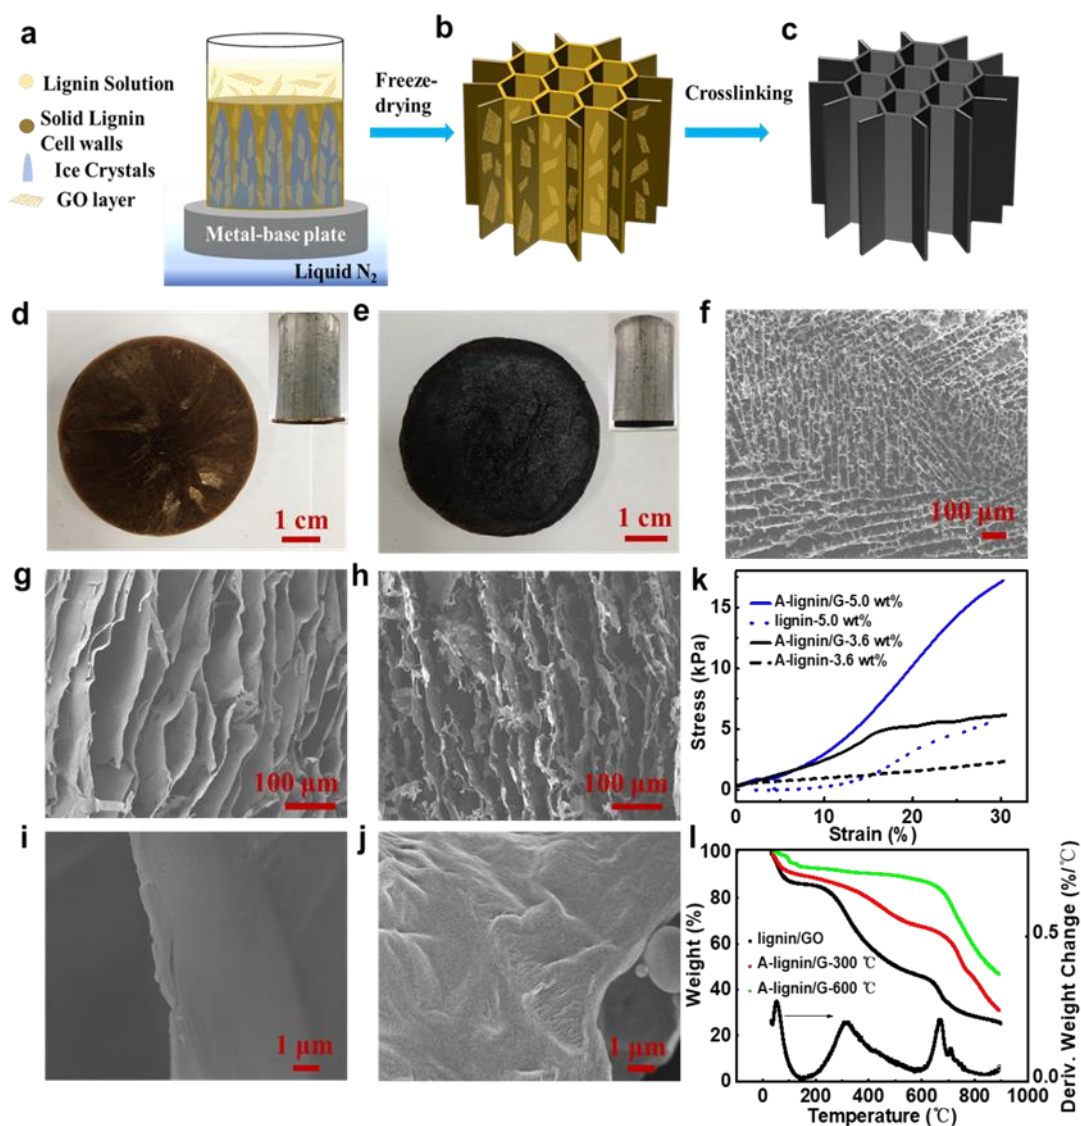 a
Lignin Solution
Solid Lignin
Cell walls
Ice Crystals
GO layer
Metal-base plate
Liquid N₂
Freeze-
drying
b
Crosslinking
c
d
1 cm
e
1 cm
f
100 µm
g
100 µm
h
100 µm
k
A-lignin/G-5.0 wt%
lignin-5.0 wt%
A-lignin/G-3.6 wt%
A-lignin-3.6 wt%
Stress (kPa)
15
10
5
0
0 10 20 30
Strain (%)
i
1 µm
j
1 µm
l
Weight (%)
100
80
60
40
20
0
lignin/GO
A-lignin/G-300 ℃
A-lignin/G-600 ℃
0.5
0.0
Deriv. Weight Change (%/℃)
0 200 400 600 800 1000
Temperature (℃)